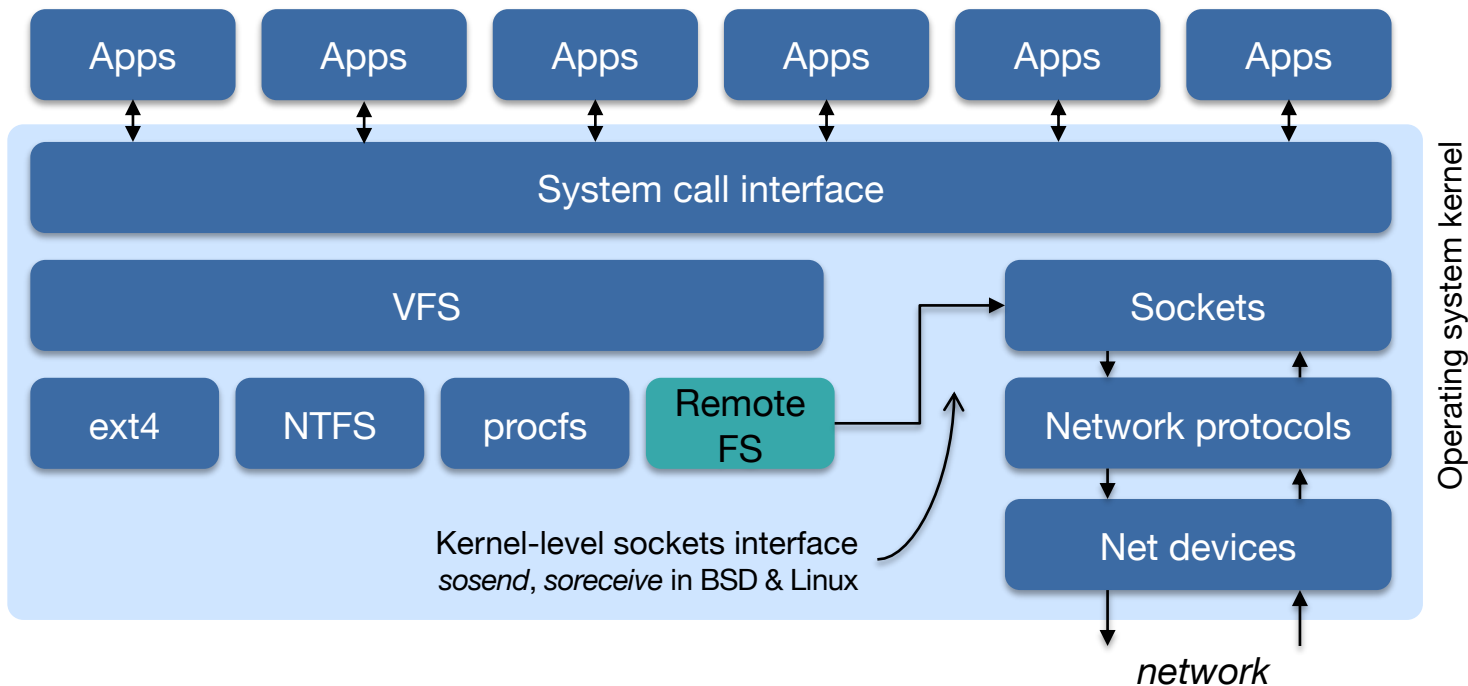 Apps
Apps
Apps
Apps
Apps
Apps
System call interface
VFS
Sockets
ext4
NTFS
procfs
Remote
FS
Network protocols
Kernel-level sockets interface
sosend, soreceive in BSD & Linux
Net devices
network
Operating system kernel